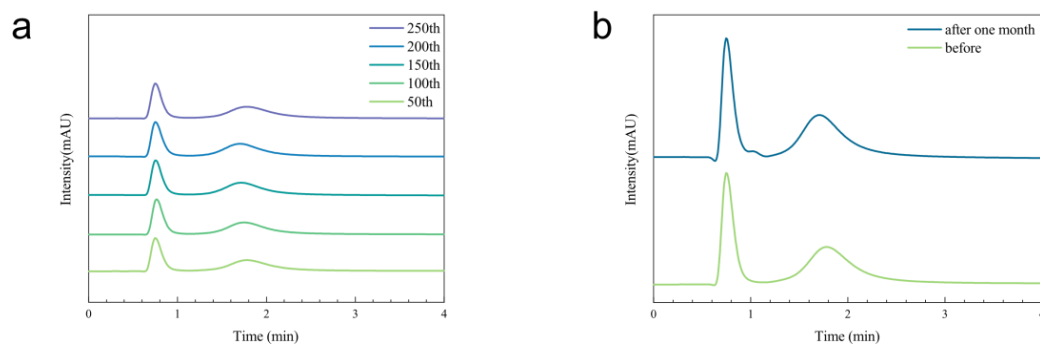 a
250th
200th
150th
100th
50th
Intensity(mAU)
0
1
2
3
4
Time (min)
b
after one month
before
Intensity(mAU)
0
1
2
3
4
Time (min)